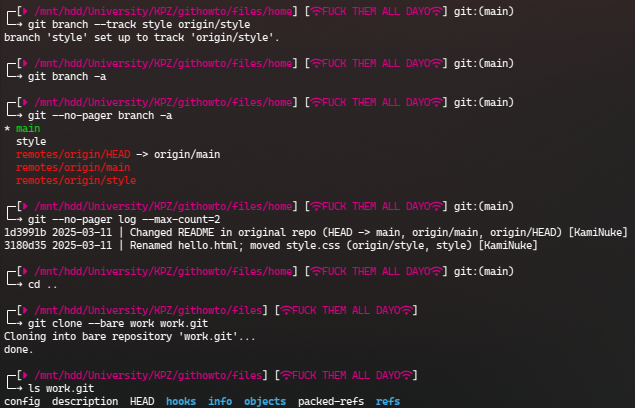 ┌─[ /mnt/hdd/University/KPZ/githowto/files/home] [FUCK THEM ALL DAYO] git:(main)
└─➝ git branch --track style origin/style
branch 'style' set up to track 'origin/style'.
┌─[ /mnt/hdd/University/KPZ/githowto/files/home] [FUCK THEM ALL DAYO] git:(main)
└─➝ git branch -a
┌─[ /mnt/hdd/University/KPZ/githowto/files/home] [FUCK THEM ALL DAYO] git:(main)
└─➝ git --no-pager branch -a
* main
  style
  remotes/origin/HEAD -> origin/main
  remotes/origin/main
  remotes/origin/style
┌─[ /mnt/hdd/University/KPZ/githowto/files/home] [FUCK THEM ALL DAYO] git:(main)
└─➝ git --no-pager log --max-count=2
1d3991b 2025-03-11 | Changed README in original repo (HEAD -> main, origin/main, origin/HEAD) [KamiNuke]
3180d35 2025-03-11 | Renamed hello.html; moved style.css (origin/style, style) [KamiNuke]
┌─[ /mnt/hdd/University/KPZ/githowto/files/home] [FUCK THEM ALL DAYO] git:(main)
└─➝ cd ..
┌─[ /mnt/hdd/University/KPZ/githowto/files] [FUCK THEM ALL DAYO]
└─➝ git clone --bare work work.git
Cloning into bare repository 'work.git'...
done.
┌─[ /mnt/hdd/University/KPZ/githowto/files] [FUCK THEM ALL DAYO]
└─➝ ls work.git
config  description  HEAD  hooks  info  objects  packed-refs  refs